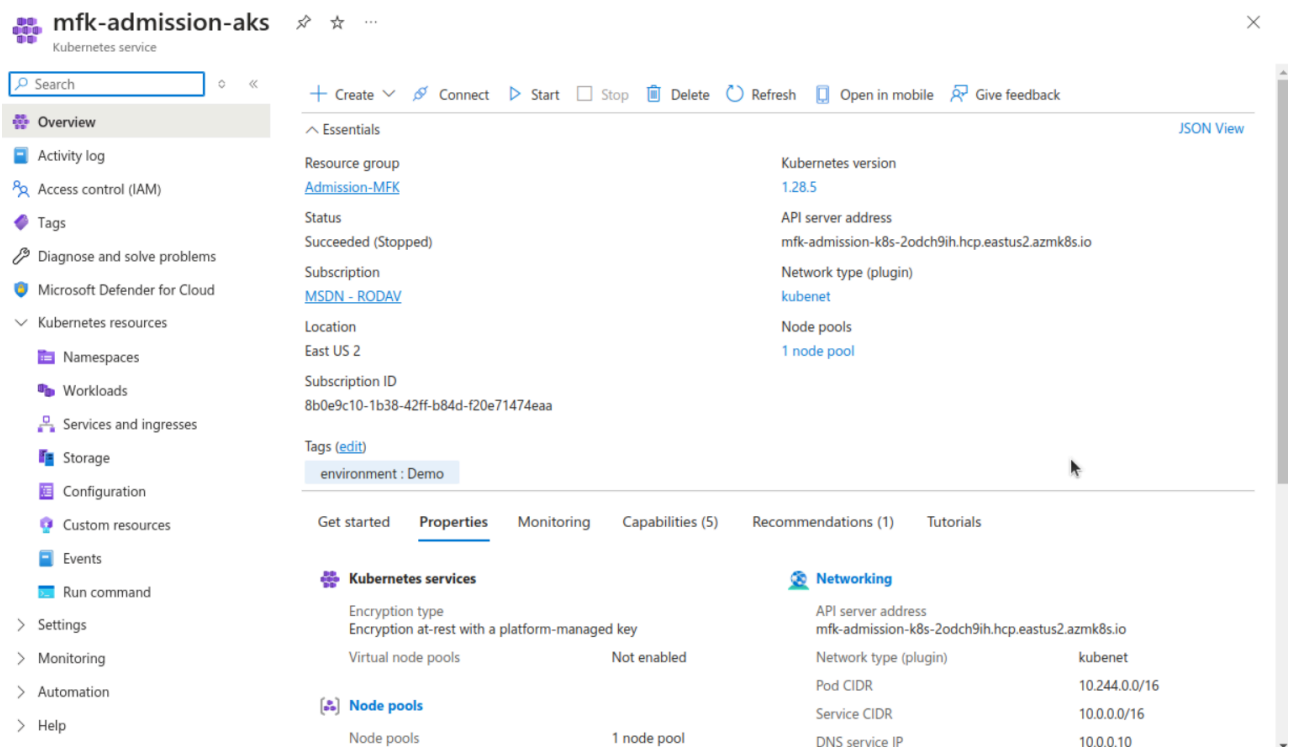 mfk-admission-aks
Kubernetes service
Search
Overview
Activity log
Access control (IAM)
Tags
Diagnose and solve problems
Microsoft Defender for Cloud
Kubernetes resources
Namespaces
Workloads
Services and ingresses
Storage
Configuration
Custom resources
Events
Run command
Settings
Monitoring
Automation
Help
Create Connect Start Stop Delete Refresh Open in mobile Give feedback
Essentials
JSON View
Resource group
Admission-MFK
Status
Succeeded (Stopped)
Subscription
MSDN - RODAV
Location
East US 2
Subscription ID
8b0e9c10-1b38-42ff-b84d-f20e71474eaa
Kubernetes version
1.28.5
API server address
mfk-admission-k8s-2odch9ih.hcp.eastus2.azmk8s.io
Network type (plugin)
kubenet
Node pools
1 node pool
Tags (edit)
environment : Demo
Get started Properties Monitoring Capabilities (5) Recommendations (1) Tutorials
Kubernetes services
Encryption type
Encryption at-rest with a platform-managed key
Virtual node pools Not enabled
Node pools
Node pools 1 node pool
Networking
API server address
mfk-admission-k8s-2odch9ih.hcp.eastus2.azmk8s.io
Network type (plugin) kubenet
Pod CIDR 10.244.0.0/16
Service CIDR 10.0.0.0/16
DNS service IP 10.0.0.10